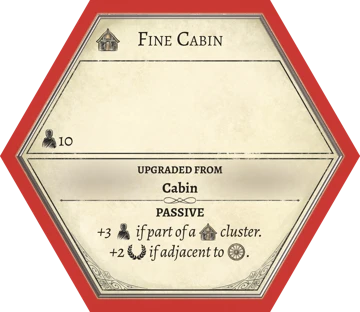 Fine Cabin
10
UPGRADED FROM
Cabin
PASSIVE
+3 if part of a cluster.
+2 if adjacent to .